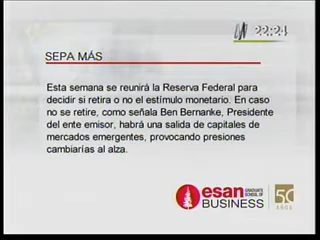 22:24
SEPA MÁS
Esta semana se reunirá la Reserva Federal para
decidir si retira o no el estímulo monetario. En caso
no se retire, como señala Ben Bernanke, Presidente
del ente emisor, habrá una salida de capitales de
mercados emergentes, provocando presiones
cambiarías al alza.
esan GRADUATE SCHOOL OF BUSINESS
50 AÑOS